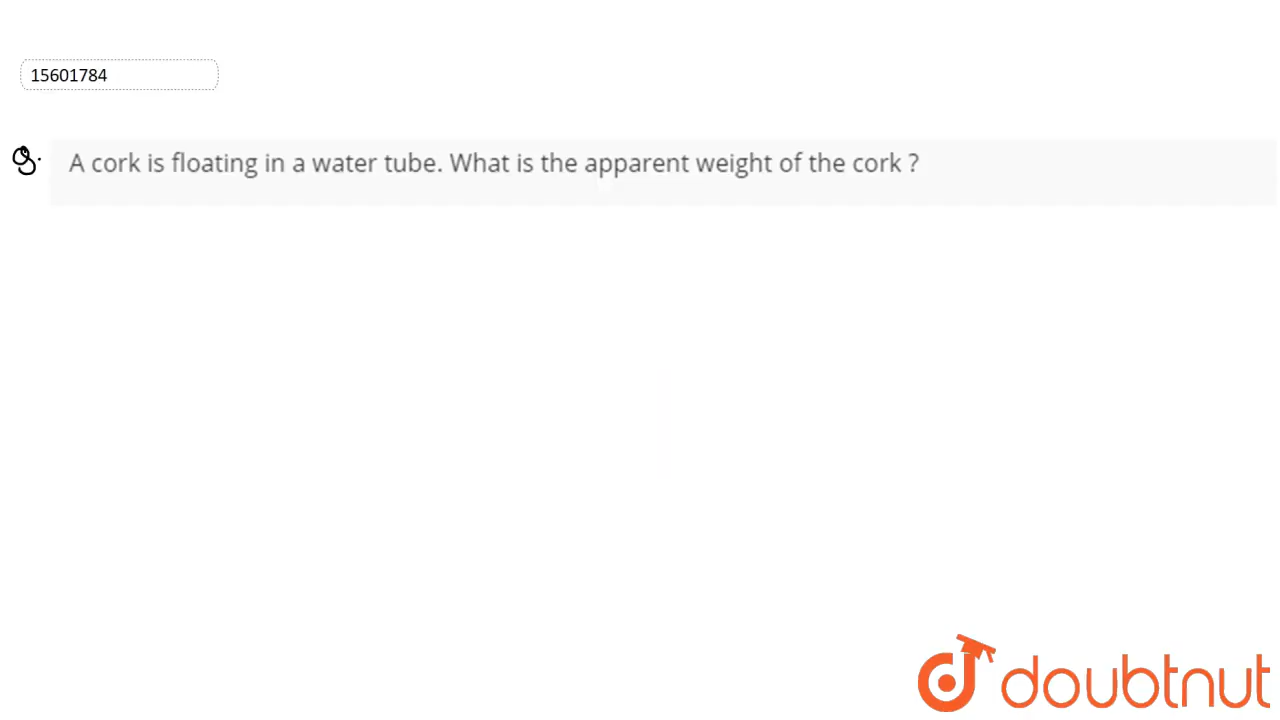 15601784
Q. A cork is floating in a water tube. What is the apparent weight of the cork ?
doubtnut